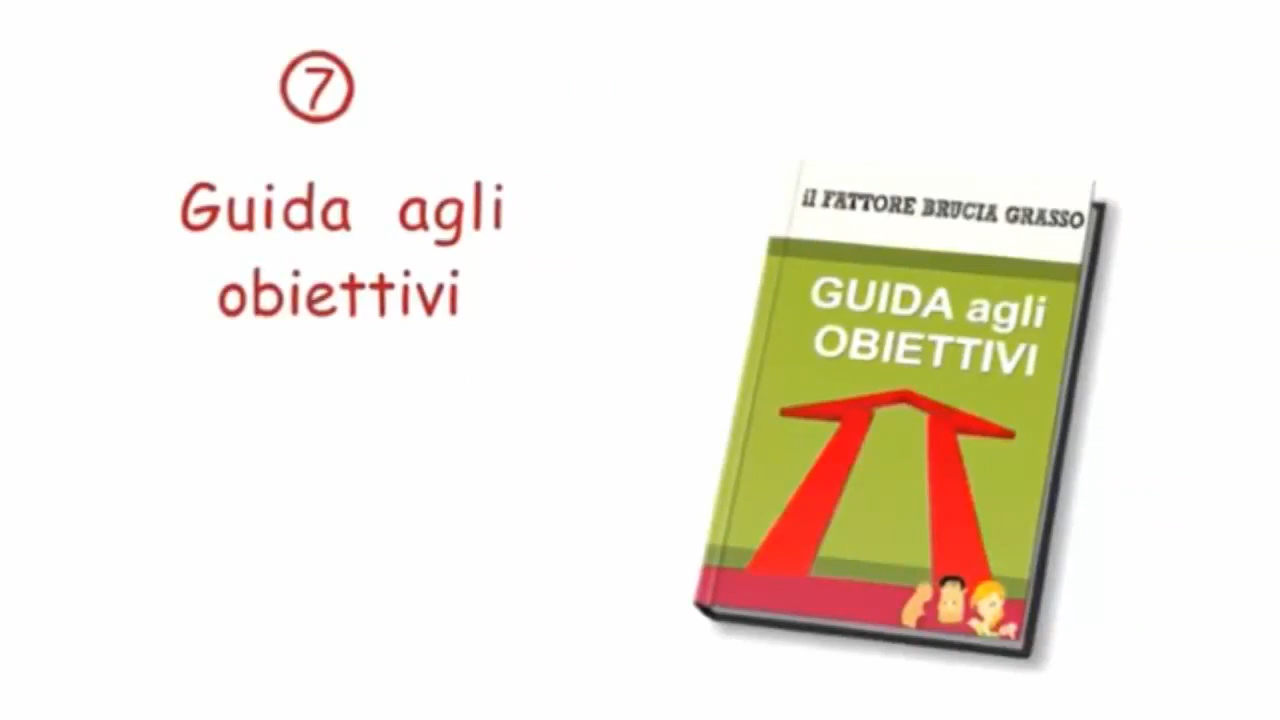 7
Guida agli
obiettivi
il FATTORE BRUCIA GRASSO
GUIDA agli
OBIETTIVI